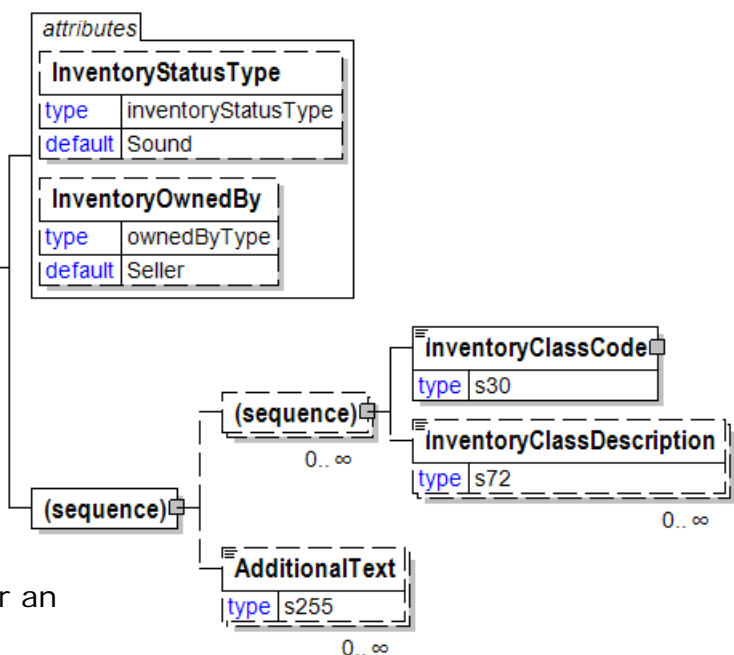 attributes
InventoryStatusType
type inventoryStatusType
default Sound
InventoryOwnedBy
type ownedByType
default Seller
InventoryClassCode
type s30
(sequence)
0.. ∞
InventoryClassDescription
type s72
0.. ∞
(sequence)
AdditionalText
type s255
0.. ∞
r an